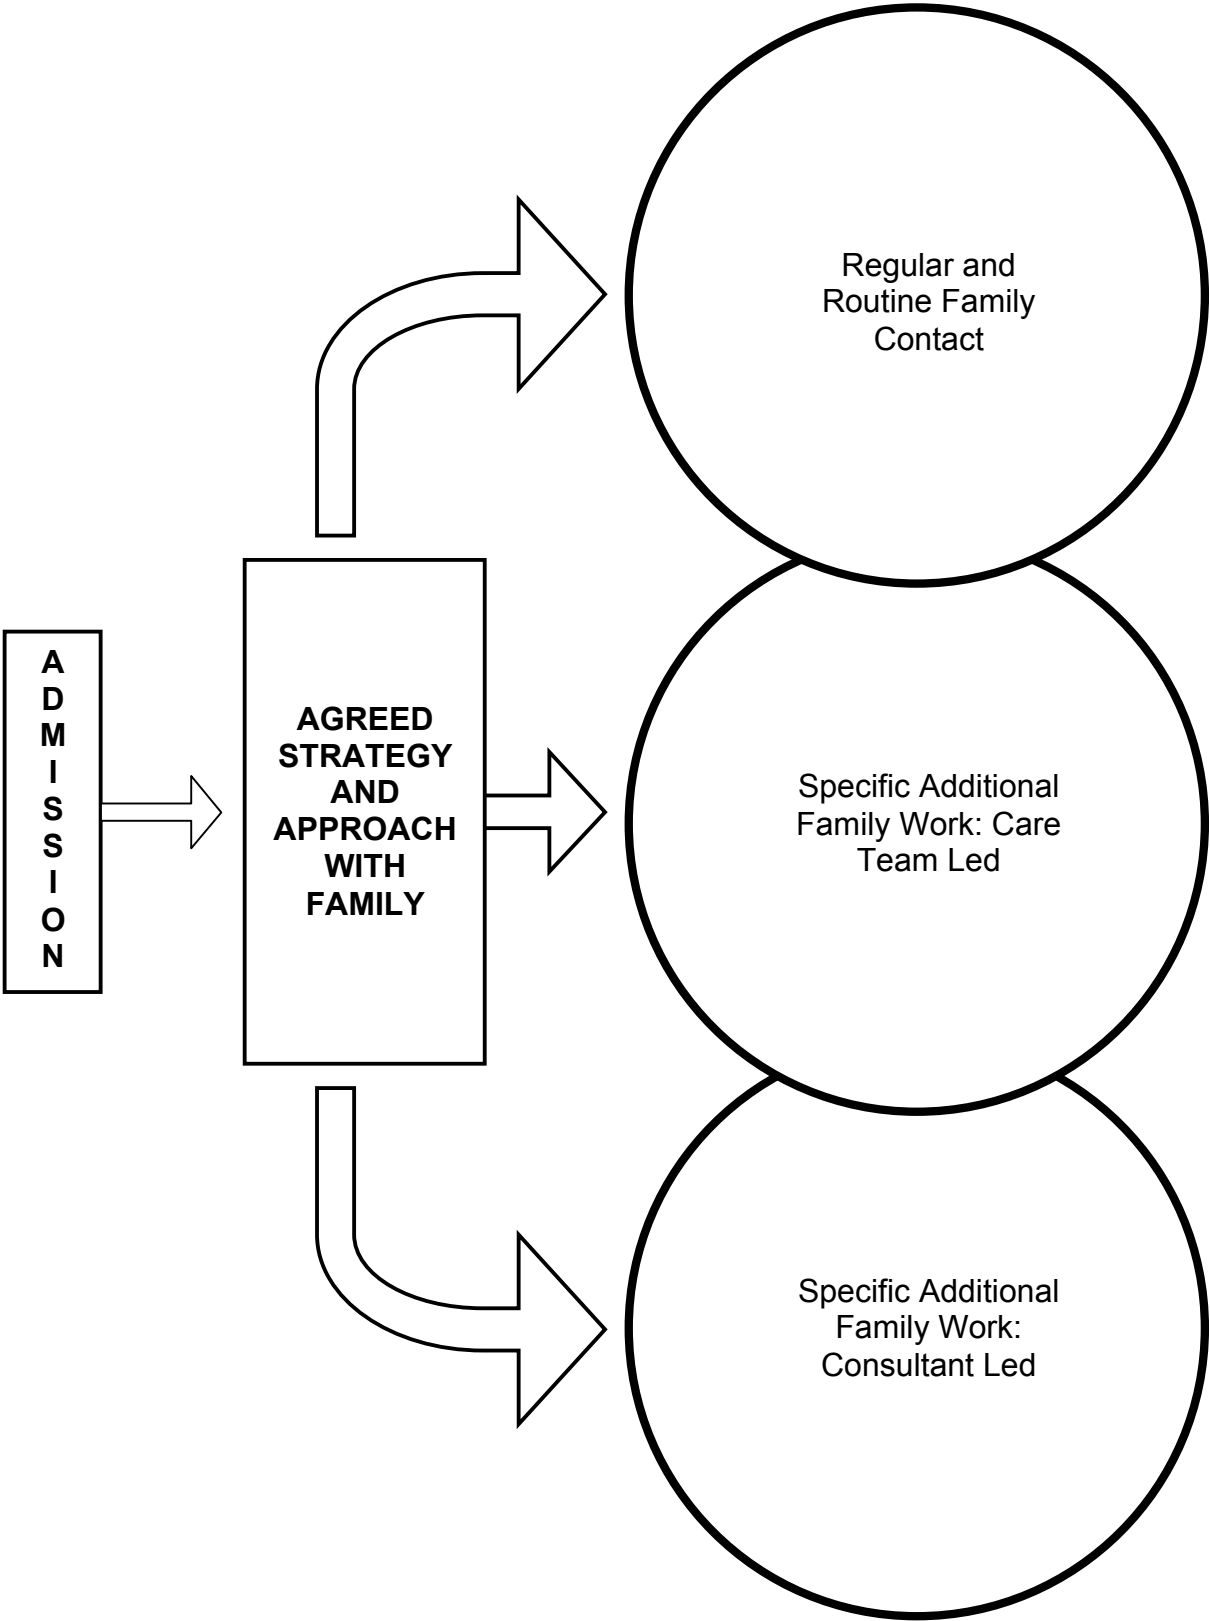 A
D
M
I
S
S
I
O
N
AGREED
STRATEGY
AND
APPROACH
WITH
FAMILY
Regular and
Routine Family
Contact
Specific Additional
Family Work: Care
Team Led
Specific Additional
Family Work:
Consultant Led